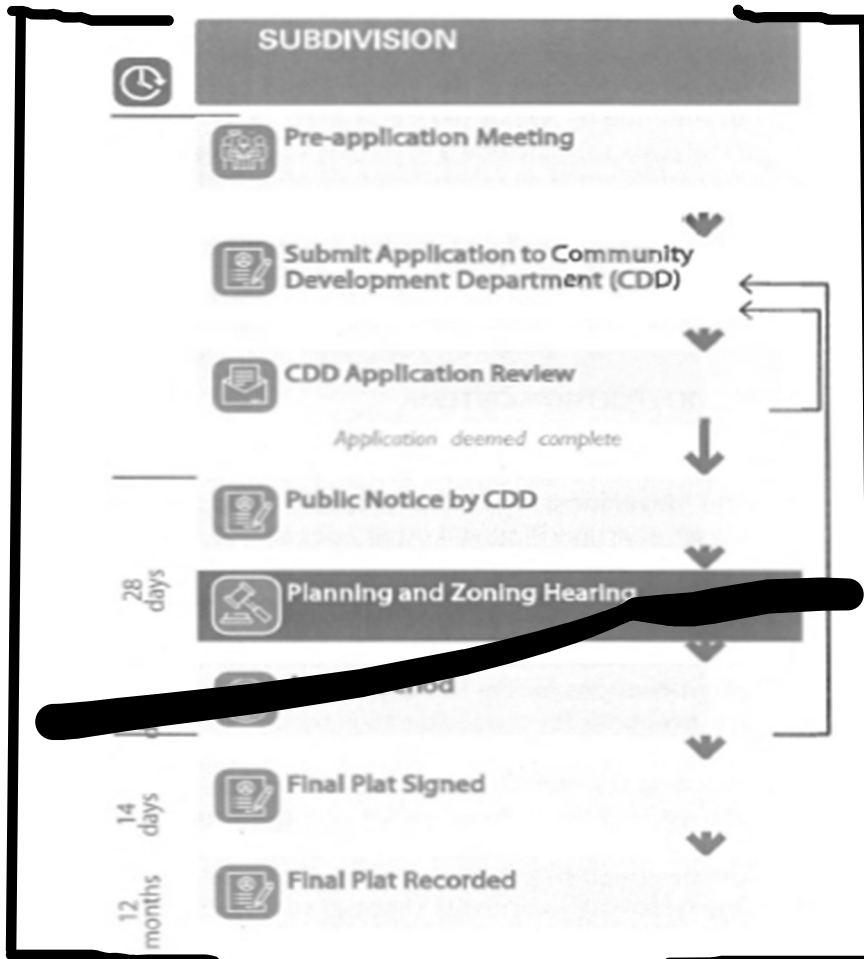 SUBDIVISION
Pre-application Meeting
Submit Application to Community
Development Department (CDD)
CDD Application Review
Application deemed complete
Public Notice by CDD
28
days
Planning and Zoning Hearing
Final Plat Signed
14
days
Final Plat Recorded
12
months